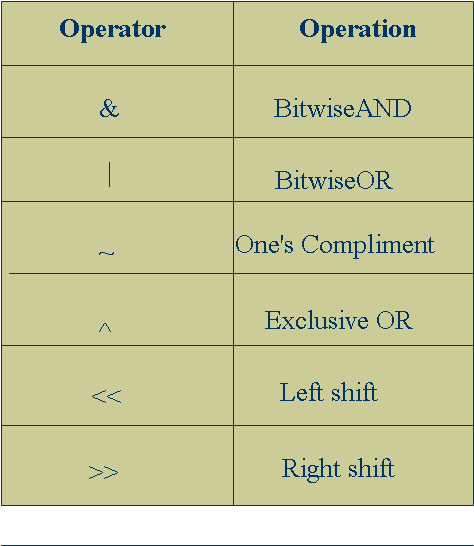 Operator Operation
& BitwiseAND
| BitwiseOR
~ One's Compliment
^ Exclusive OR
<< Left shift
>> Right shift